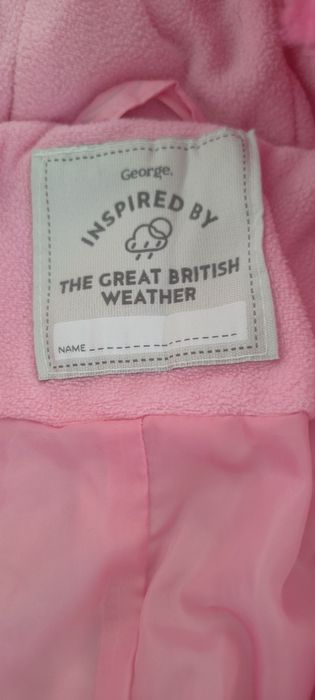 George.
INSPIRED BY
THE GREAT BRITISH
WEATHER
NAME